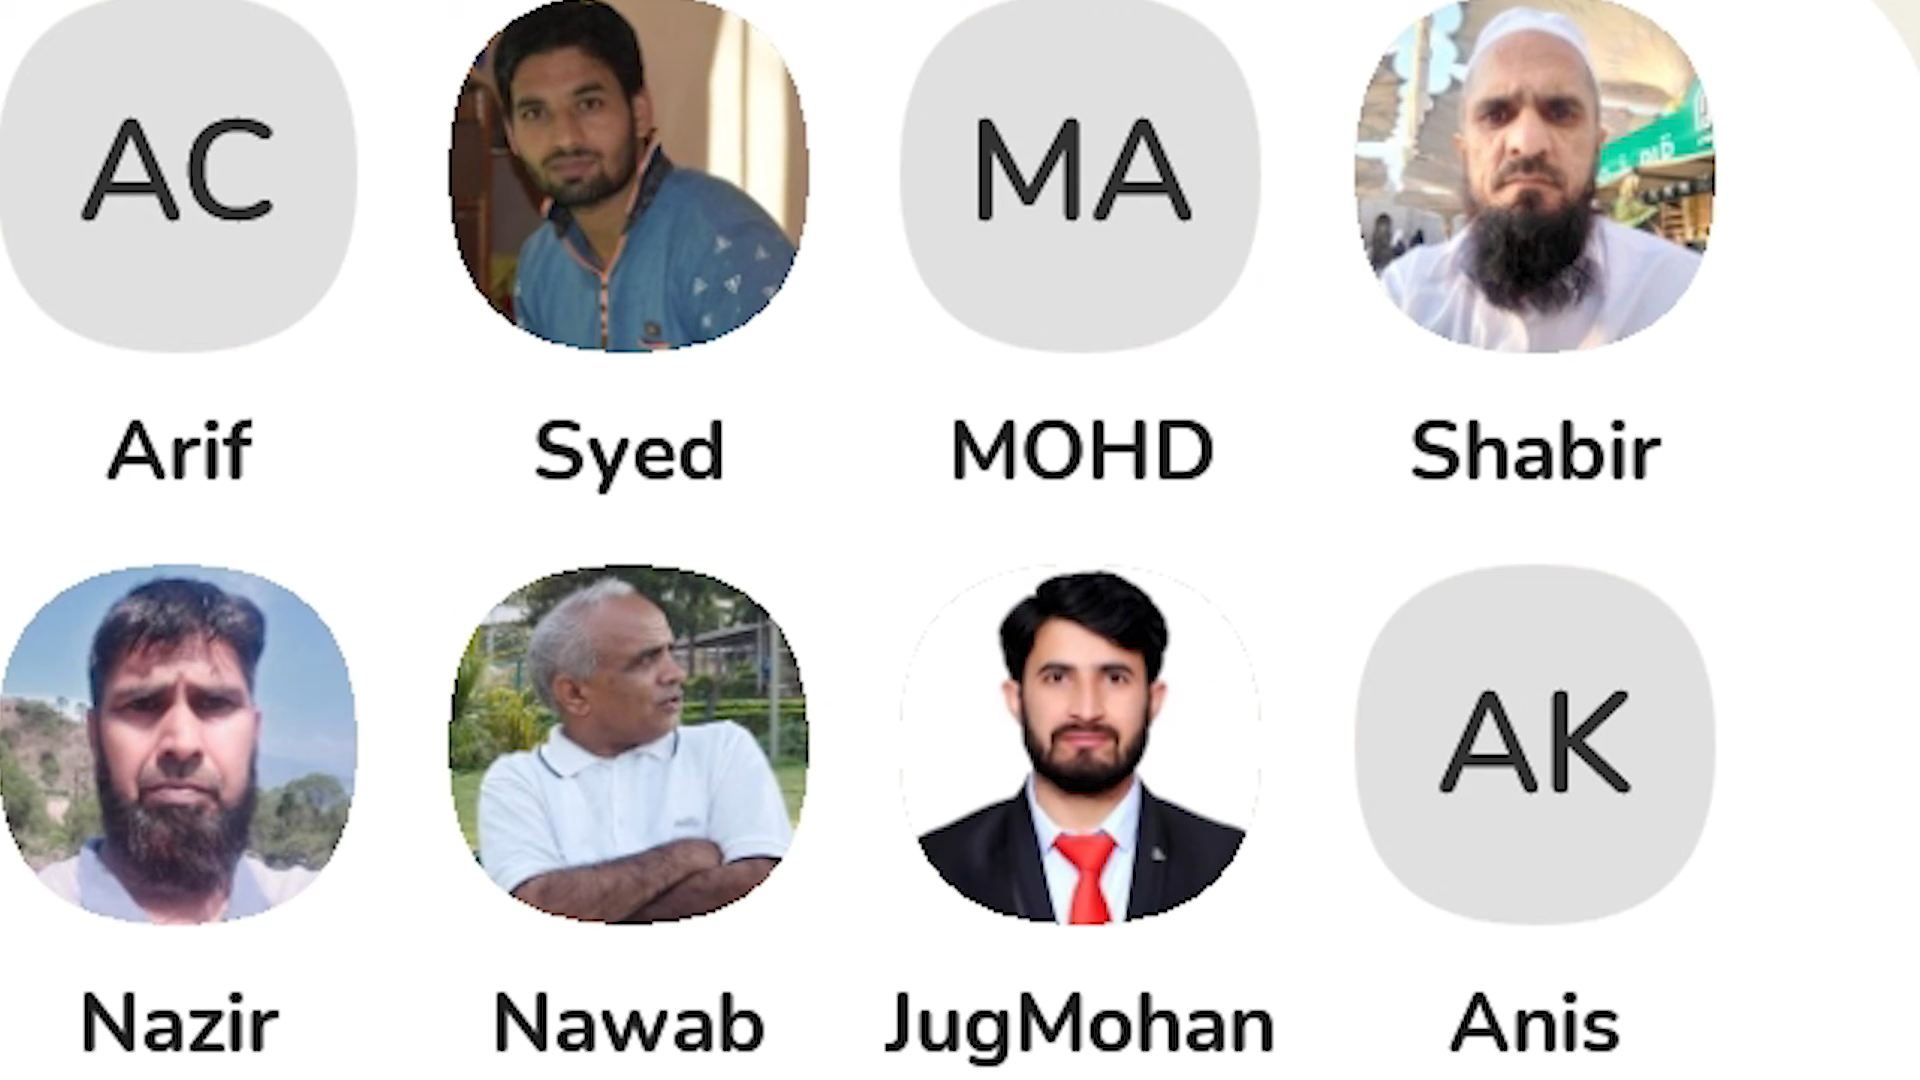 AC
MA
Arif
Syed
MOHD
Shabir
AK
Nazir
Nawab
JugMohan
Anis